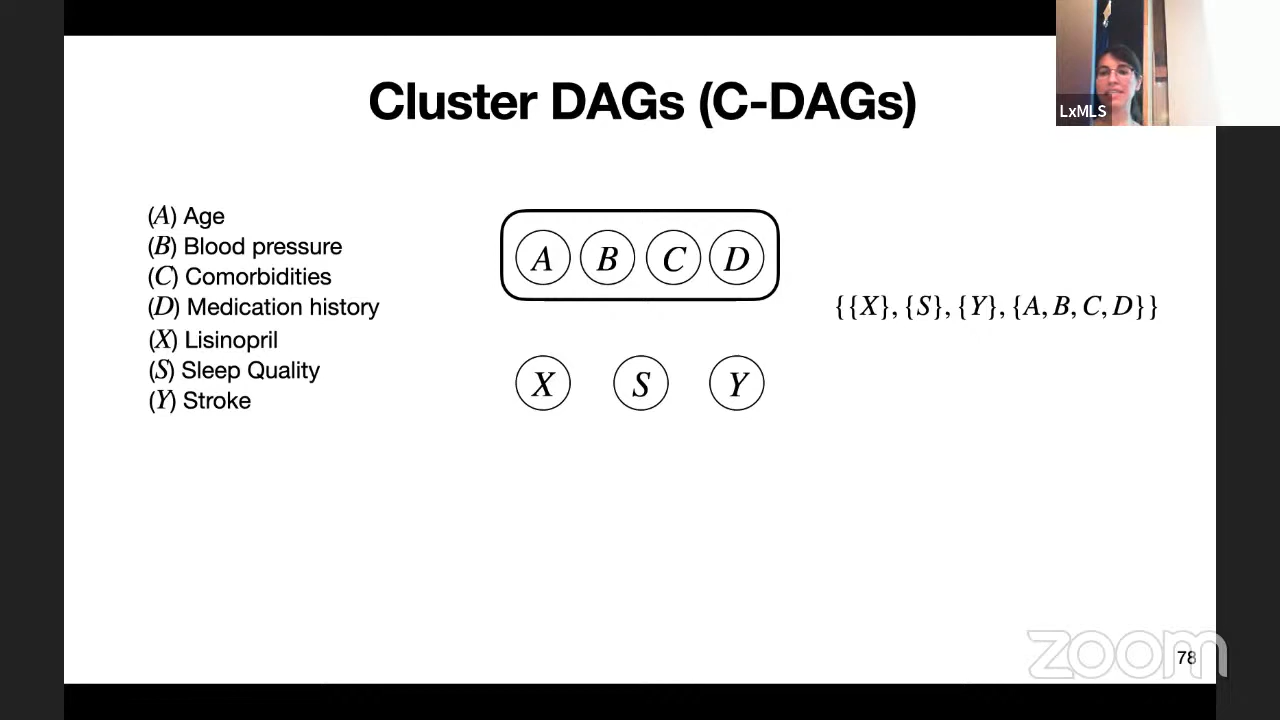 Cluster DAGs (C-DAGs)
LxMLS
(A) Age
(B) Blood pressure
(C) Comorbidities
(D) Medication history
(X) Lisinopril
(S) Sleep Quality
(Y) Stroke
A B C D
X S Y
{{X}, {S}, {Y}, {A, B, C, D}}
zoom
78